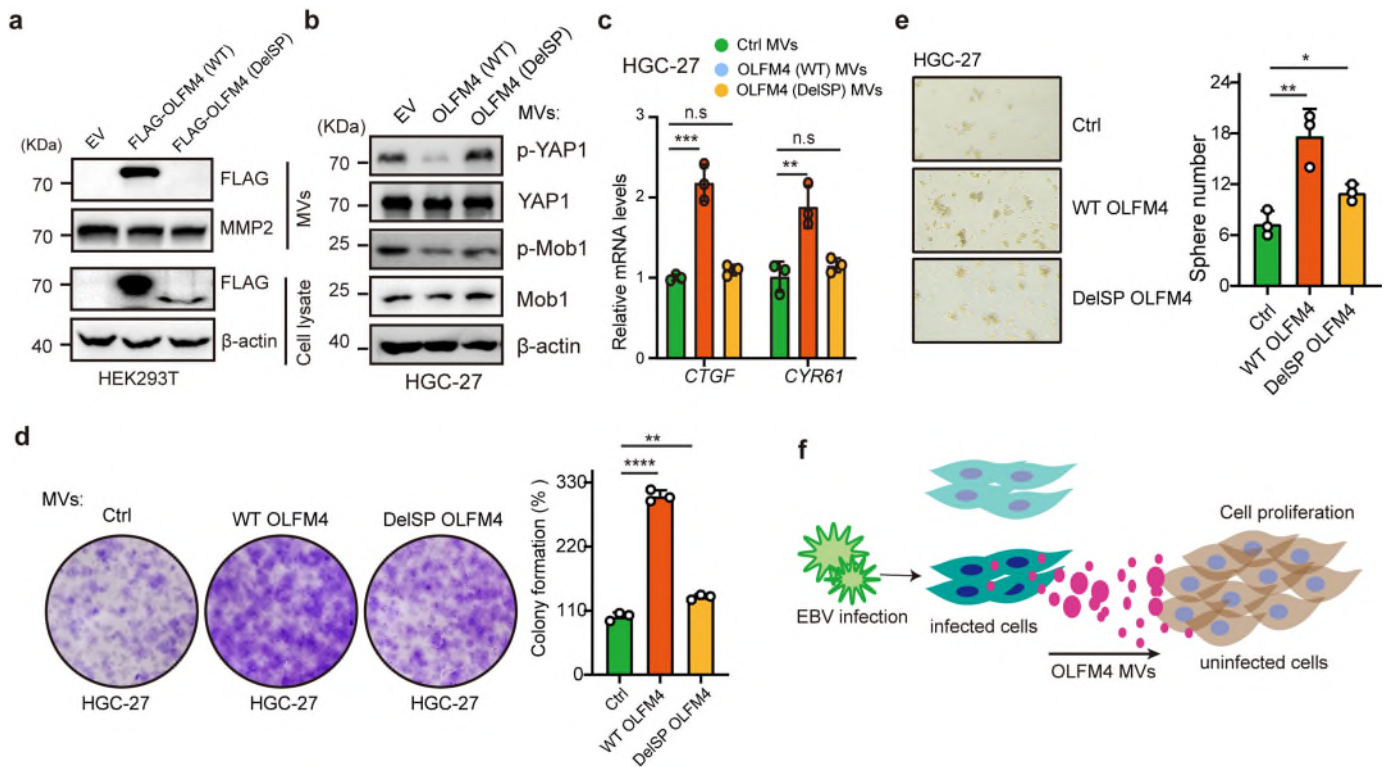 a
EV
FLAG-OLFM4 (WT)
FLAG-OLFM4 (DelSP)
(KDa)
70
FLAG
70
MMP2
MVs
70
FLAG
40
β-actin
Cell lysate
HEK293T
b
EV
OLFM4 (WT)
OLFM4 (DelSP)
MVs:
(KDa)
70
p-YAP1
70
YAP1
25
p-Mob1
25
Mob1
40
β-actin
HGC-27
c
HGC-27
Ctrl MVs
OLFM4 (WT) MVs
OLFM4 (DelSP) MVs
Relative mRNA levels
3
2
1
0
n.s
***
n.s
**
CTGF
CYR61
e
HGC-27
Ctrl
WT OLFM4
DelSP OLFM4
Sphere number
24
18
12
6
0
*
**
Ctrl
WT OLFM4
DelSP OLFM4
d
MVs:
Ctrl
WT OLFM4
DelSP OLFM4
HGC-27
HGC-27
HGC-27
Colony formation (%)
330
220
110
0
**
****
Ctrl
WT OLFM4
DelSP OLFM4
f
EBV infection
infected cells
OLFM4 MVs
Cell proliferation
uninfected cells